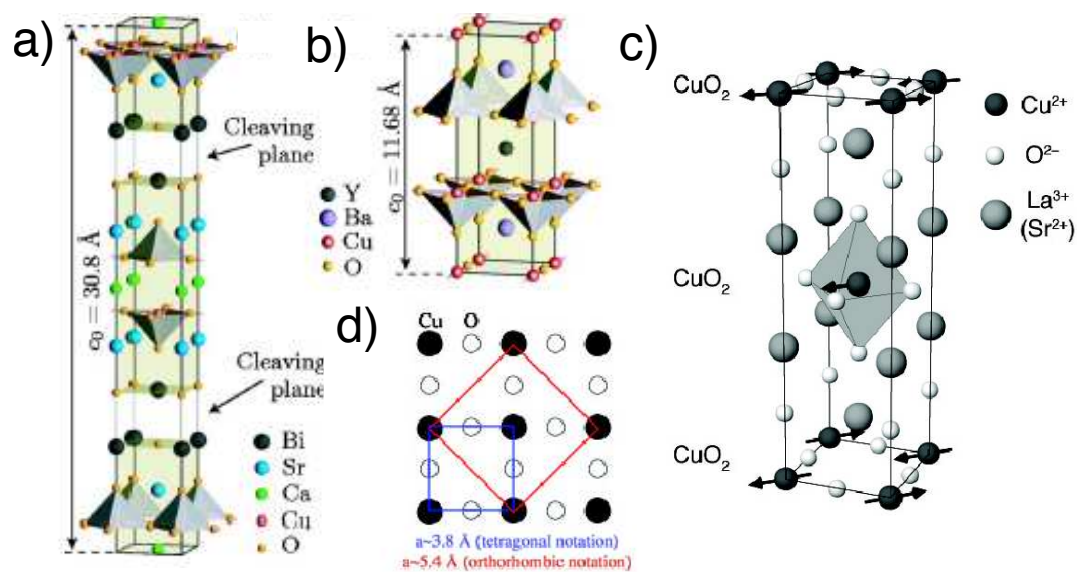 a)
c₀ = 30.8 Å
Cleaving
plane
Cleaving
plane
Bi
Sr
Ca
Cu
O
b)
c₀ = 11.68 Å
Y
Ba
Cu
O
c)
CuO₂
CuO₂
CuO₂
Cu²⁺
O²⁻
La³⁺
(Sr²⁺)
d)
Cu O
a~3.8 Å (tetragonal notation)
a~5.4 Å (orthorhombic notation)